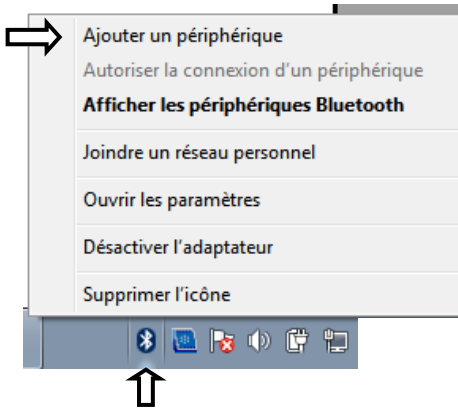 Ajouter un périphérique
Autoriser la connexion d'un périphérique
Afficher les périphériques Bluetooth
Joindre un réseau personnel
Ouvrir les paramètres
Désactiver l'adaptateur
Supprimer l'icône